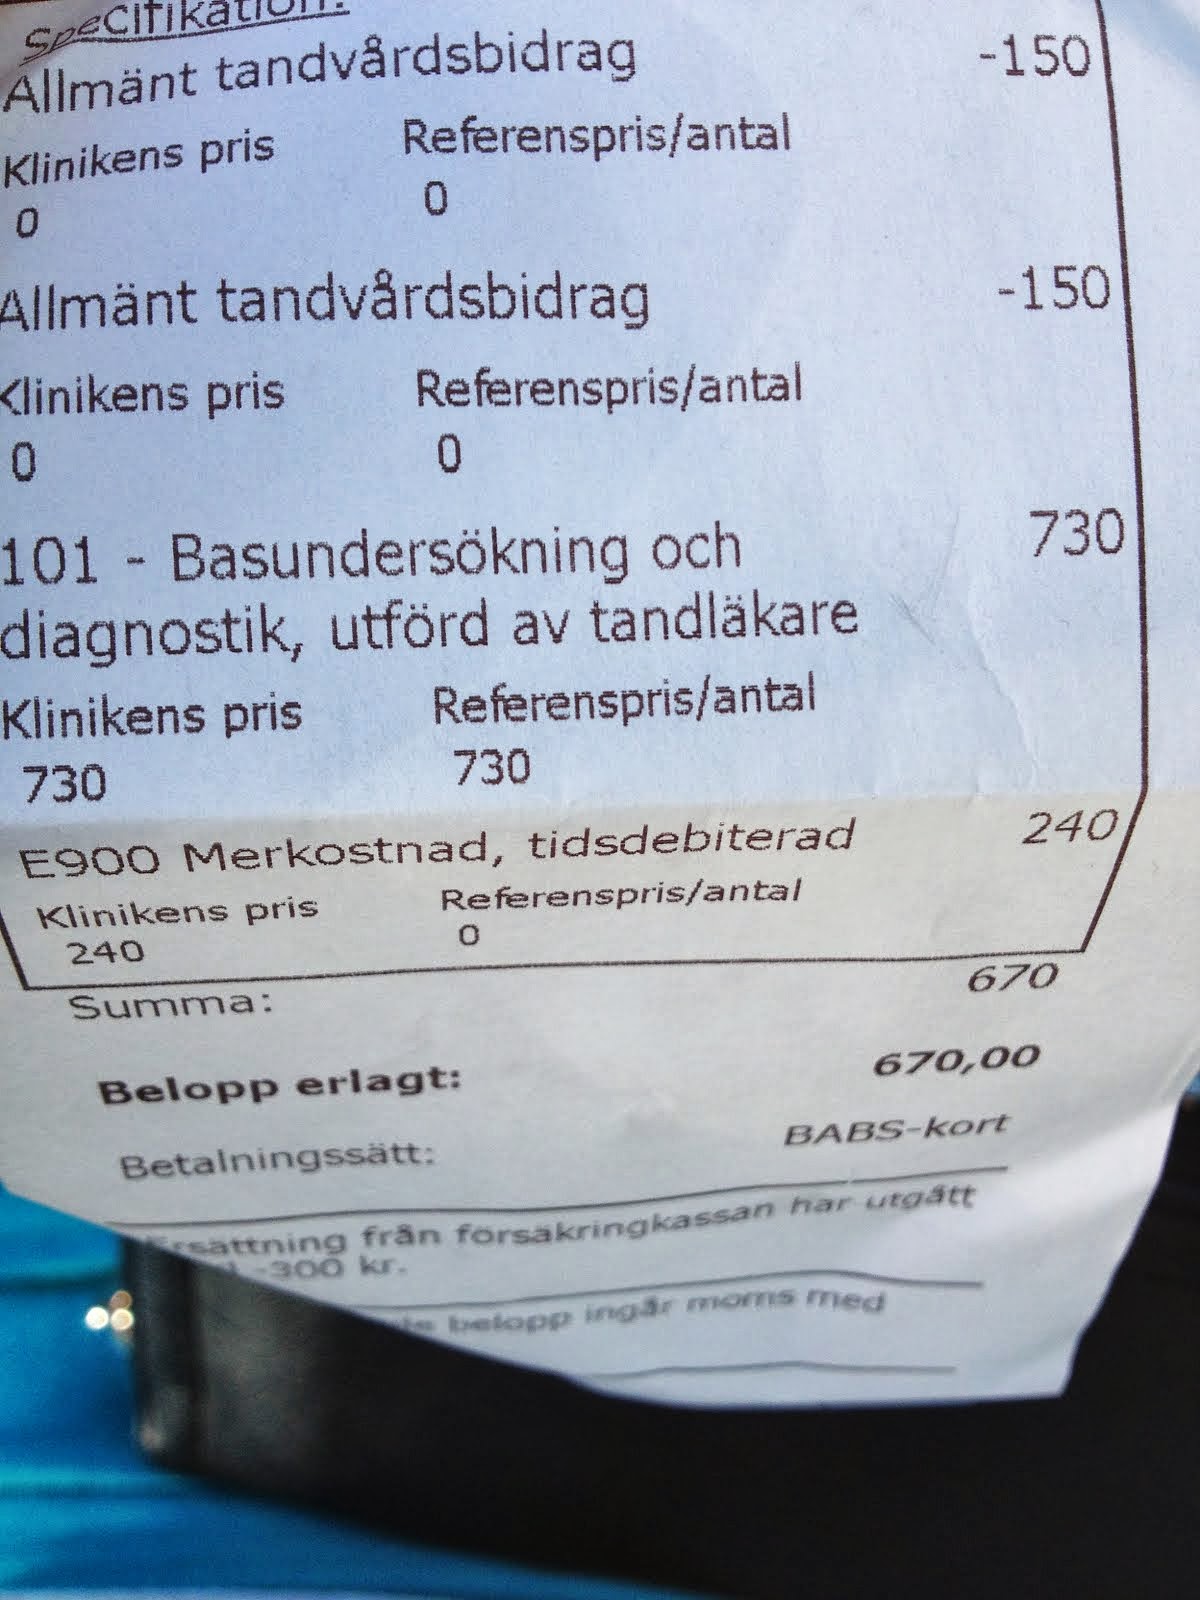 Specifikation:
Allmänt tandvårdsbidrag -150
Klinikens pris Referenspris/antal
0 0
Allmänt tandvårdsbidrag -150
Klinikens pris Referenspris/antal
0 0
101 - Basundersökning och 730
diagnostik, utförd av tandläkare
Klinikens pris Referenspris/antal
730 730
E900 Merkostnad, tidsdebiterad 240
Klinikens pris Referenspris/antal
240 0
Summa: 670
Belopp erlagt: 670,00
Betalningssätt: BABS-kort
Ersättning från försäkringkassan har utgått
-300 kr.
belopp ingår moms med